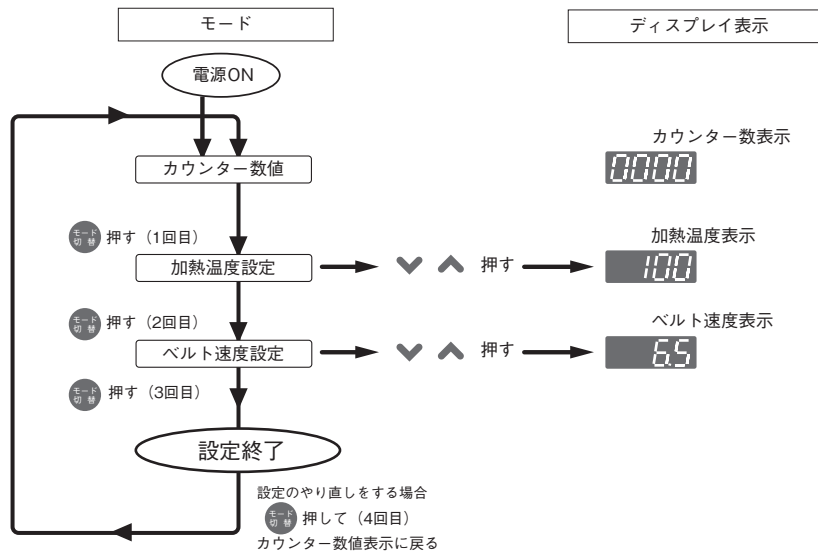 モード
ディスプレイ表示
電源ON
カウンター数表示
カウンター数値
0000
モード
切 替
押す（1回目）
加熱温度表示
加熱温度設定
押す
100
モード
切 替
押す（2回目）
ベルト速度表示
ベルト速度設定
押す
6.5
モード
切 替
押す（3回目）
設定終了
設定のやり直しをする場合
モード
切 替
押して（4回目）
カウンター数値表示に戻る